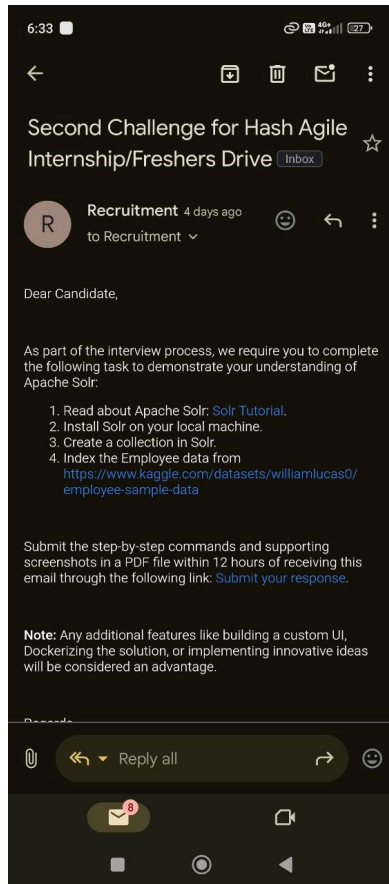 6:33
4G+
27
Second Challenge for Hash Agile
Internship/Freshers Drive Inbox
R
Recruitment 4 days ago
to Recruitment
Dear Candidate,
As part of the interview process, we require you to complete
the following task to demonstrate your understanding of
Apache Solr:
1. Read about Apache Solr: Solr Tutorial.
2. Install Solr on your local machine.
3. Create a collection in Solr.
4. Index the Employee data from
https://www.kaggle.com/datasets/williamlucas0/
employee-sample-data
Submit the step-by-step commands and supporting
screenshots in a PDF file within 12 hours of receiving this
email through the following link: Submit your response.
Note: Any additional features like building a custom UI,
Dockerizing the solution, or implementing innovative ideas
will be considered an advantage.
Regards
Reply all
8